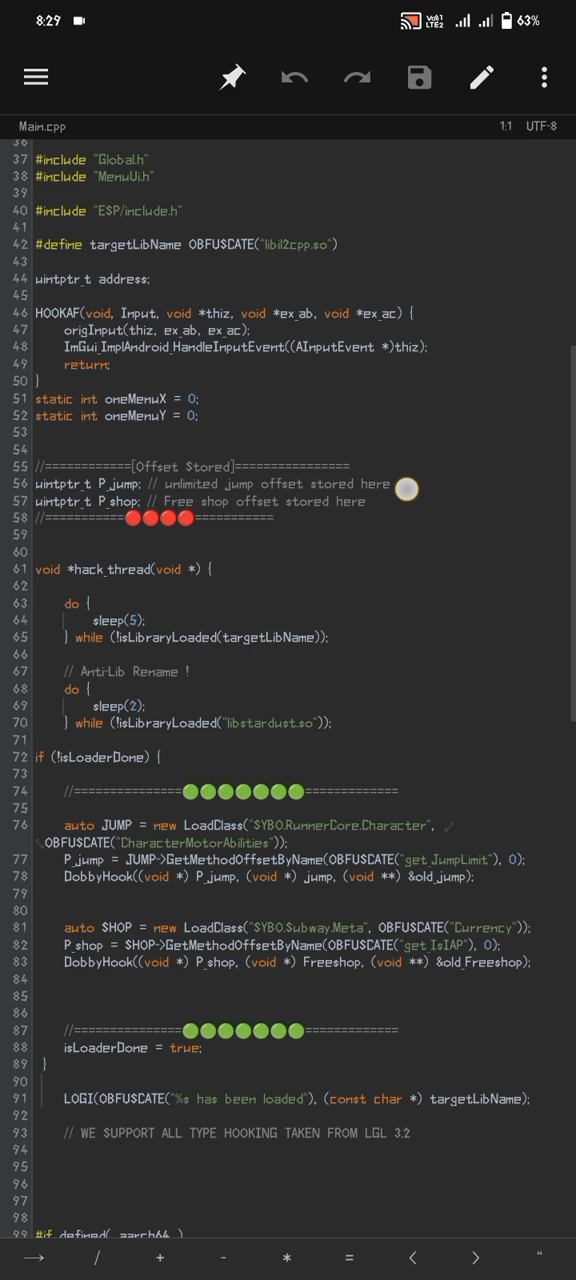 8:29
Vo)) 1
LTE2
63%
Main.cpp
1:1 UTF-8
36
37 #include "Global.h"
38 #include "MenuUi.h"
39
40 #include "ESP/include.h"
41
42 #define targetLibName OBFUSCATE("libil2cpp.so")
43
44 uintptr_t address;
45
46 HOOKAF(void, Input, void *thiz, void *ex_ab, void *ex_ac) {
47 origInput(thiz, ex_ab, ex_ac);
48 ImGui_ImplAndroid_HandleInputEvent((AInputEvent *)thiz);
49 return;
50 }
51 static int oneMenuX = 0;
52 static int oneMenuY = 0;
53
54
55 //============[Offset Stored]================
56 uintptr_t P_jump; // unlimited jump offset stored here
57 uintptr_t P_shop; // Free shop offset stored here
58 //===========🔴🔴🔴🔴===========
59
60
61 void *hack_thread(void *) {
62
63 do {
64 sleep(5);
65 } while (!isLibraryLoaded(targetLibName));
66
67 // Anti-Lib Rename !
68 do {
69 sleep(2);
70 } while (!isLibraryLoaded("libstardust.so"));
71
72 if (!isLoaderDone) {
73
74 //===============🟢🟢🟢🟢🟢🟢🟢=============
75
76 auto JUMP = new LoadClass("SYBO.RunnerCore.Character",
OBFUSCATE("CharacterMotorAbilities"));
77 P_jump = JUMP->GetMethodOffsetByName(OBFUSCATE("get_JumpLimit"), 0);
78 DobbyHook((void *) P_jump, (void *) _jump, (void **) &old_jump);
79
80
81 auto SHOP = new LoadClass("SYBO.Subway.Meta", OBFUSCATE("Currency"));
82 P_shop = SHOP->GetMethodOffsetByName(OBFUSCATE("get_IsIAP"), 0);
83 DobbyHook((void *) P_shop, (void *) Freeshop, (void **) &old_Freeshop);
84
85
86
87 //===============🟢🟢🟢🟢🟢🟢🟢=============
88 isLoaderDone = true;
89 }
90
91 LOGI(OBFUSCATE("%s has been loaded"), (const char *) targetLibName);
92
93 // WE SUPPORT ALL TYPE HOOKING TAKEN FROM LGL 3.2
94
95
96
97
98
99 #if defined(__aarch64__)
→ / + - * = < > "